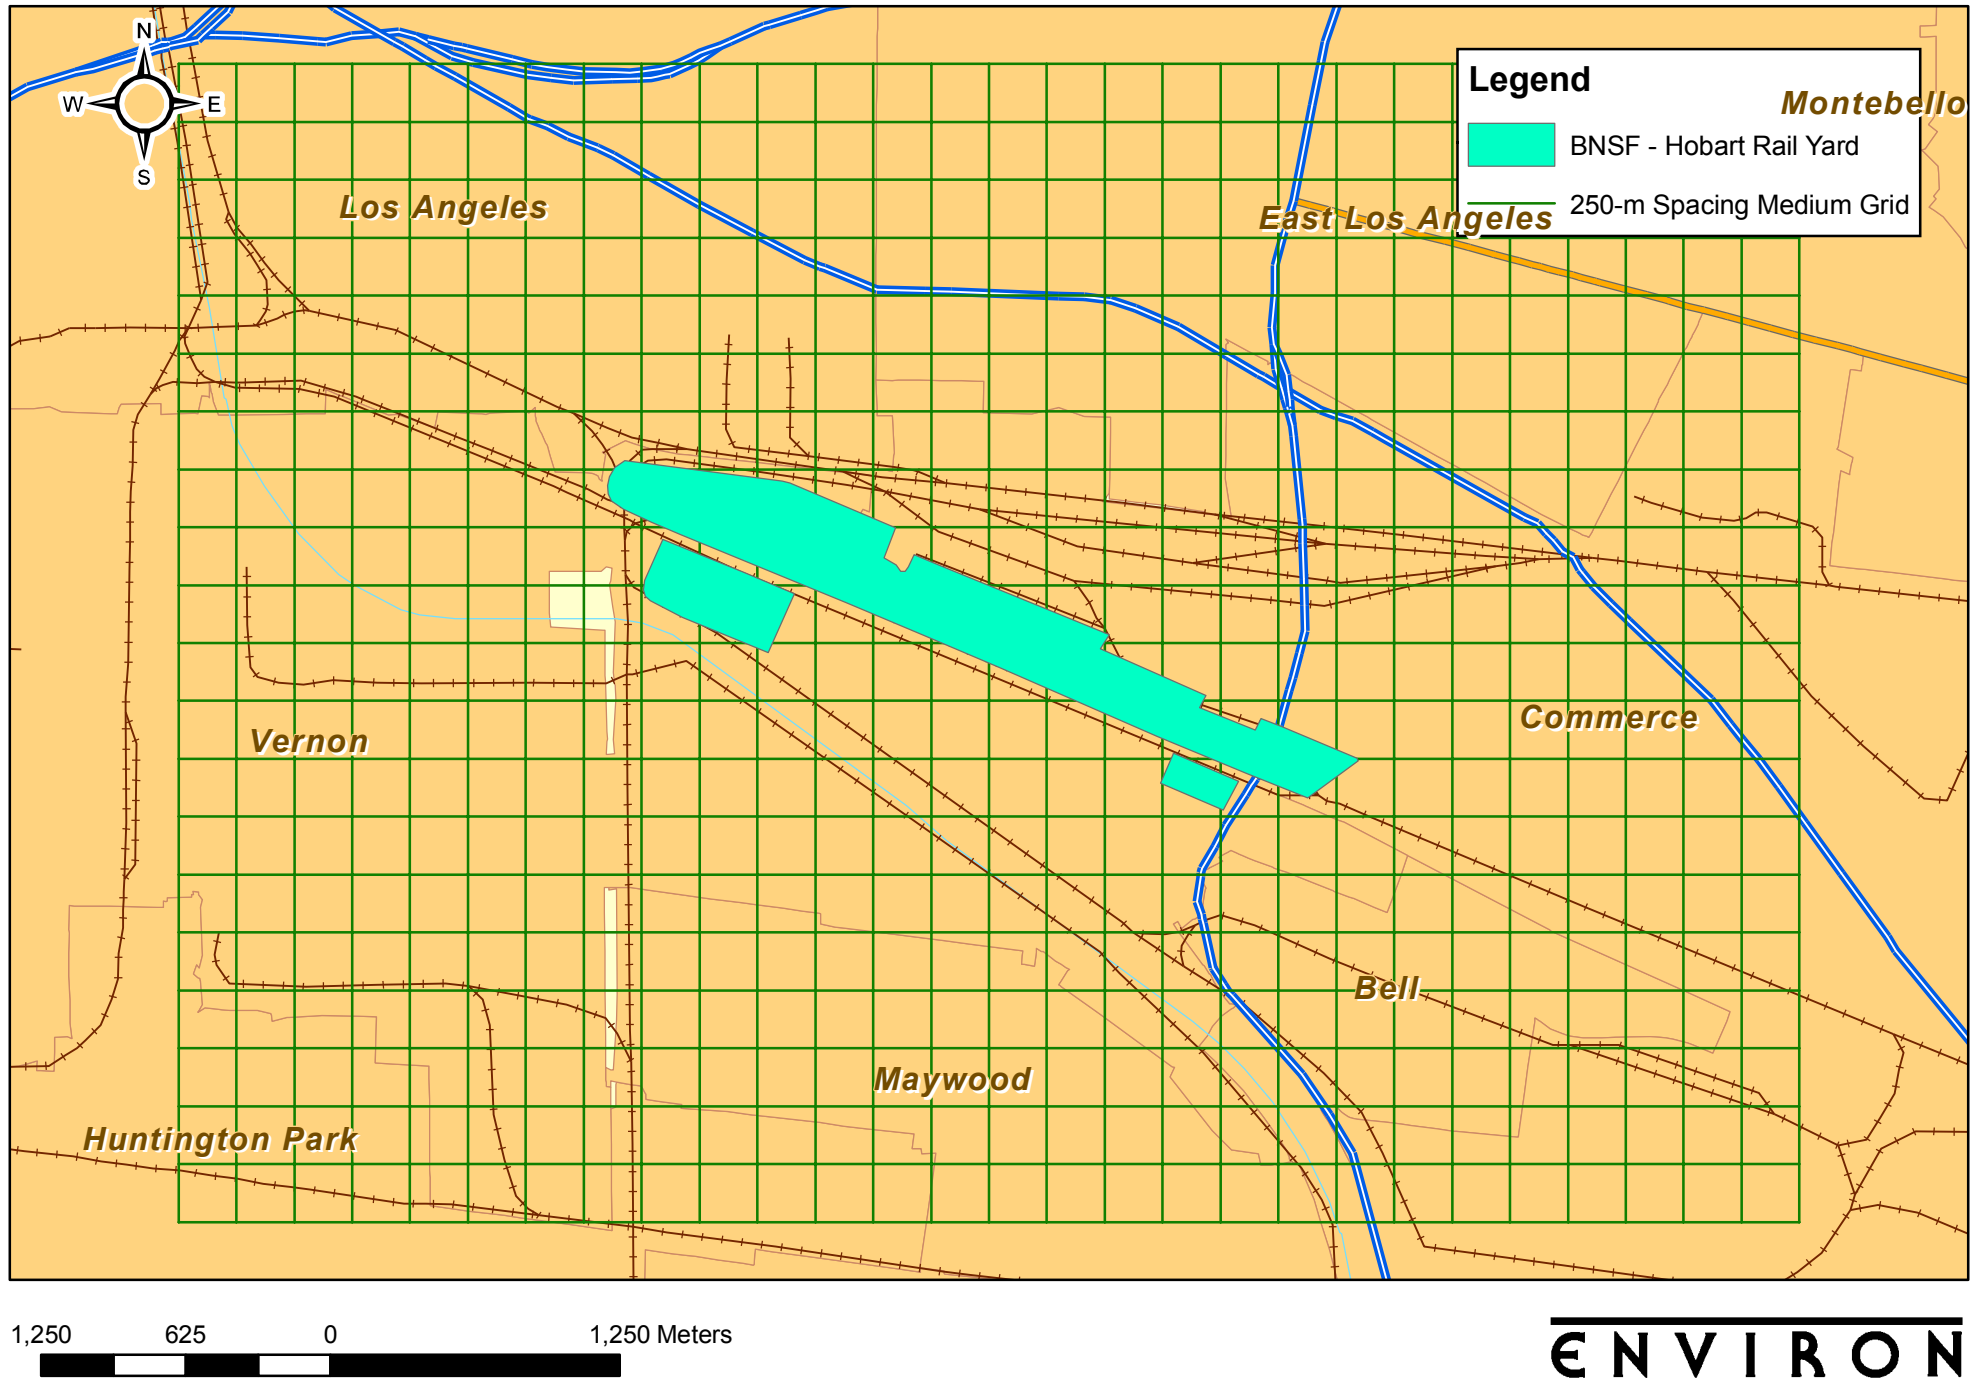 N
W E
S
Legend
BNSF - Hobart Rail Yard
250-m Spacing Medium Grid
Montebello
Los Angeles
East Los Angeles
Vernon
Commerce
Bell
Maywood
Huntington Park
1,250 625 0 1,250 Meters
ENVIRON